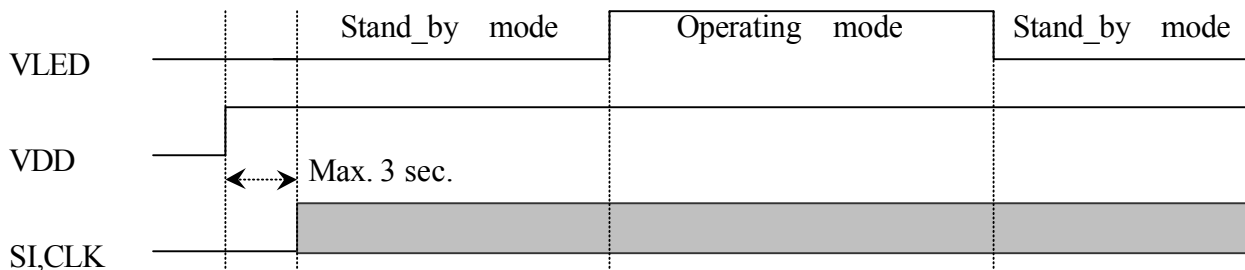 Stand_by mode Operating mode Stand_by mode
VLED
VDD
Max. 3 sec.
SI,CLK